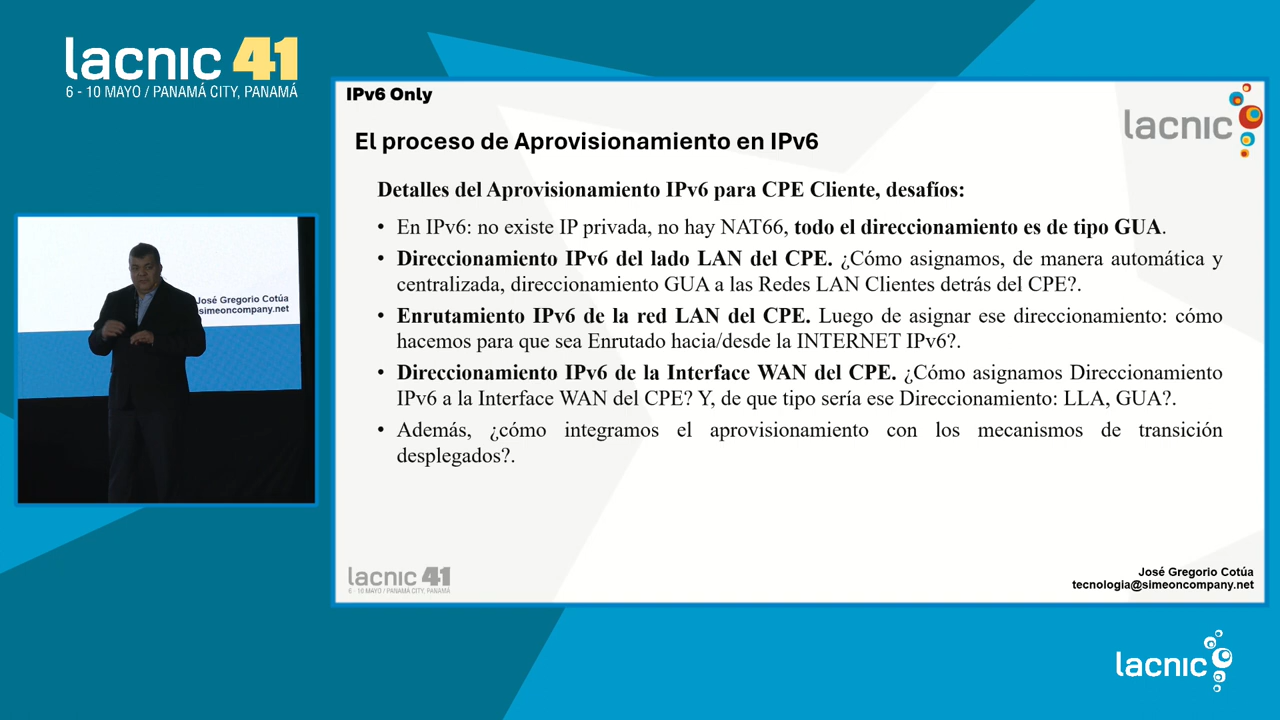 lacnic 41
6 - 10 MAYO / PANAMÁ CITY, PANAMÁ
José Gregorio Cotúa
simeoncompany.net
IPv6 Only
lacnic
El proceso de Aprovisionamiento en IPv6
Detalles del Aprovisionamiento IPv6 para CPE Cliente, desafíos:
• En IPv6: no existe IP privada, no hay NAT66, todo el direccionamiento es de tipo GUA.
• Direccionamiento IPv6 del lado LAN del CPE. ¿Cómo asignamos, de manera automática y
centralizada, direccionamiento GUA a las Redes LAN Clientes detrás del CPE?.
• Enrutamiento IPv6 de la red LAN del CPE. Luego de asignar ese direccionamiento: cómo
hacemos para que sea Enrutado hacia/desde la INTERNET IPv6?.
• Direccionamiento IPv6 de la Interface WAN del CPE. ¿Cómo asignamos Direccionamiento
IPv6 a la Interface WAN del CPE? Y, de que tipo sería ese Direccionamiento: LLA, GUA?.
• Además, ¿cómo integramos el aprovisionamiento con los mecanismos de transición
desplegados?.
lacnic 41
6 - 10 MAYO / PANAMÁ CITY, PANAMÁ
José Gregorio Cotúa
tecnologia@simeoncompany.net
lacnic